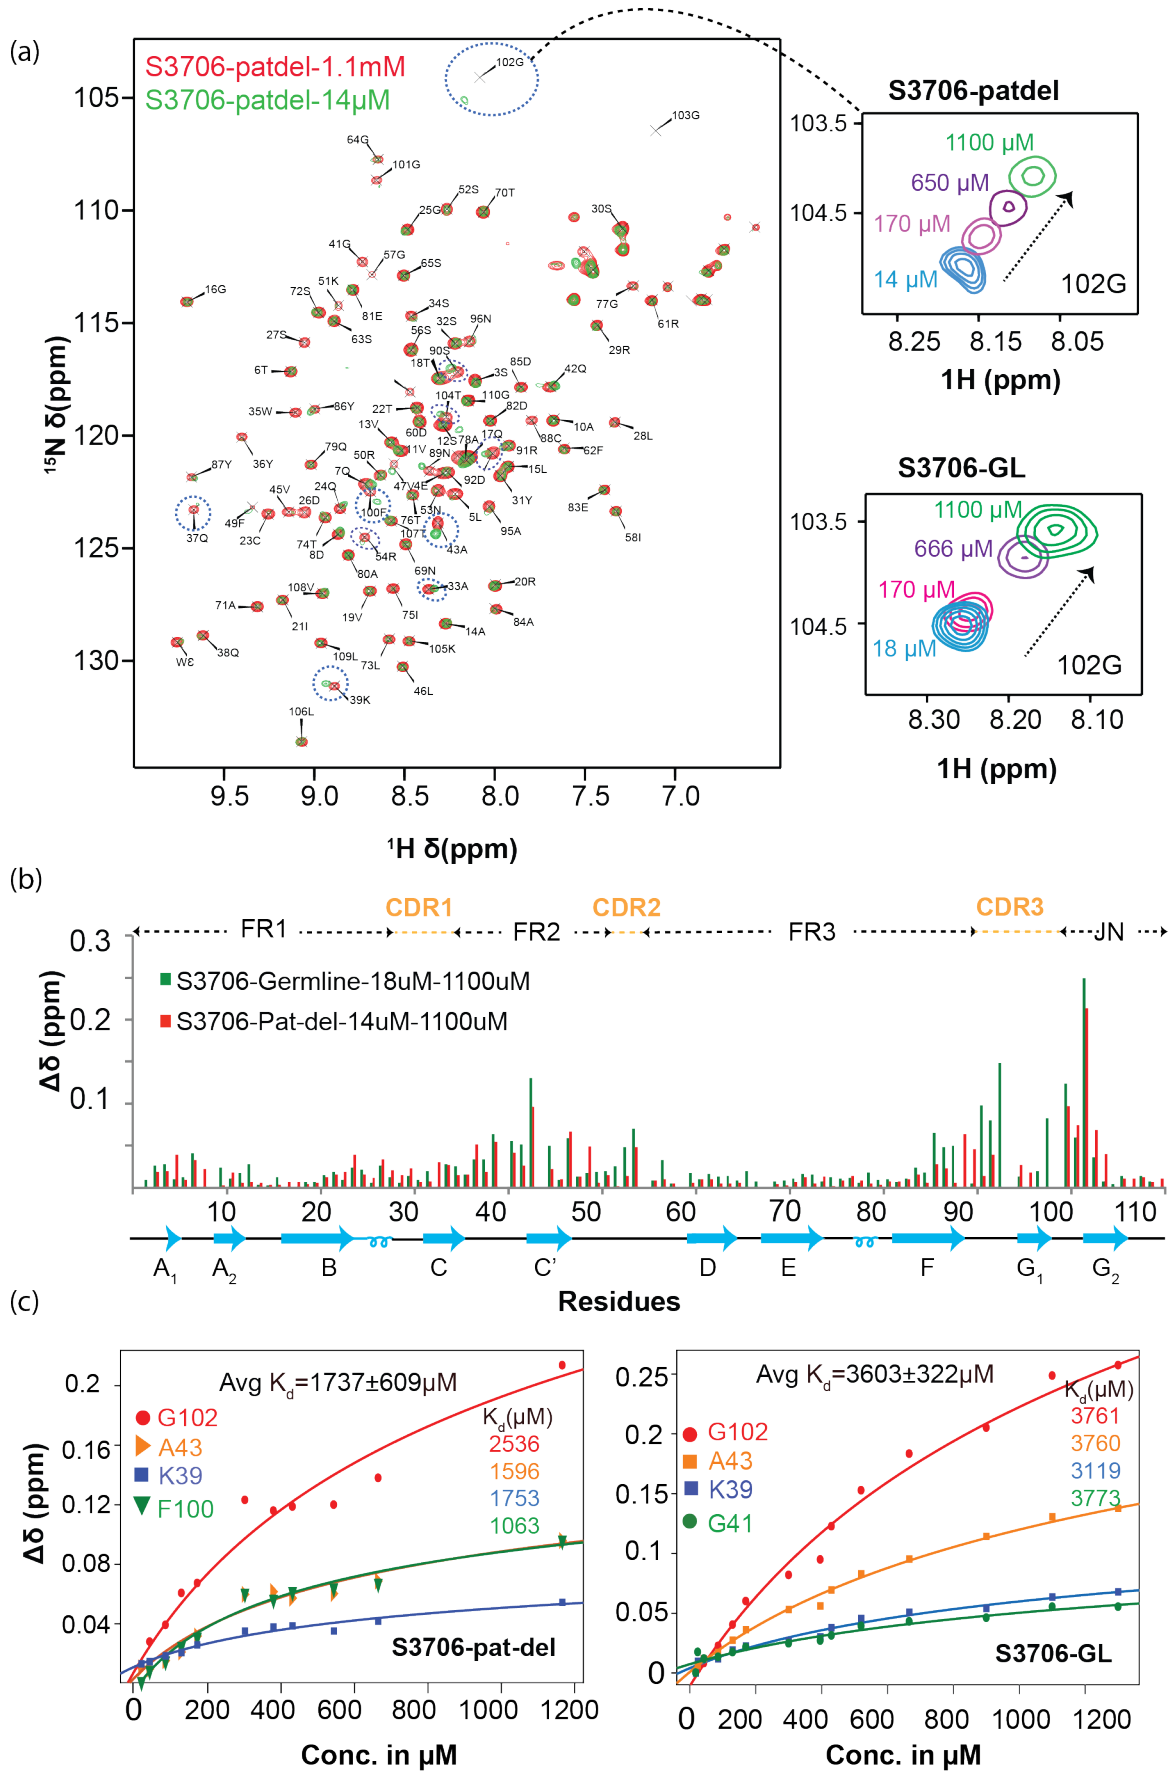 (a)
S3706-patdel-1.1mM
S3706-patdel-14µM
102G
103G
64G
101G
52S
70T
25G
30S
41G
57G
65S
16G
51K
72S
81E
34S
77G
61R
63S
32S
96N
27S
56S
29R
90S
18T
85D
42Q
6T
3S
104T
110G
82D
35W
86Y
22T
13V
60D
12S
78A
17Q
88C
10A
28L
36Y
79Q
50R
11V
89N
91R
62F
87Y
7Q
47V
4E
92D
15L
24Q
45V
26D
100F
53N
31Y
83E
49F
76T
5L
37Q
23C
74T
107T
95A
58I
8D
54R
43A
80A
69N
108V
33A
20R
71A
21I
19V
75I
84A
14A
38Q
109L
73L
105K
W3
46L
39K
106L
105
110
115
120
125
130
¹⁵N δ(ppm)
9.5 9.0 8.5 8.0 7.5 7.0
¹H δ(ppm)
S3706-patdel
103.5
104.5
1100 µM
650 µM
170 µM
14 µM
102G
8.25 8.15 8.05
1H (ppm)
S3706-GL
103.5
104.5
1100 µM
666 µM
170 µM
18 µM
102G
8.30 8.20 8.10
1H (ppm)
(b)
FR1 CDR1 FR2 CDR2 FR3 CDR3 JN
0.3
0.2
0.1
Δδ (ppm)
S3706-Germline-18uM-1100uM
S3706-Pat-del-14uM-1100uM
10 20 30 40 50 60 70 80 90 100 110
A₁ A₂ B C C’ D E F G₁ G₂
Residues
(c)
0.2
0.16
0.12
0.08
0.04
Δδ (ppm)
Avg K_d=1737±609µM
G102
A43
K39
F100
K_d(µM)
2536
1596
1753
1063
S3706-pat-del
0 200 400 600 800 1000 1200
Conc. in µM
0.25
0.2
0.15
0.1
0.05
0
Avg K_d=3603±322µM
G102
A43
K39
G41
K_d(µM)
3761
3760
3119
3773
S3706-GL
0 200 400 600 800 1000 1200
Conc. in µM